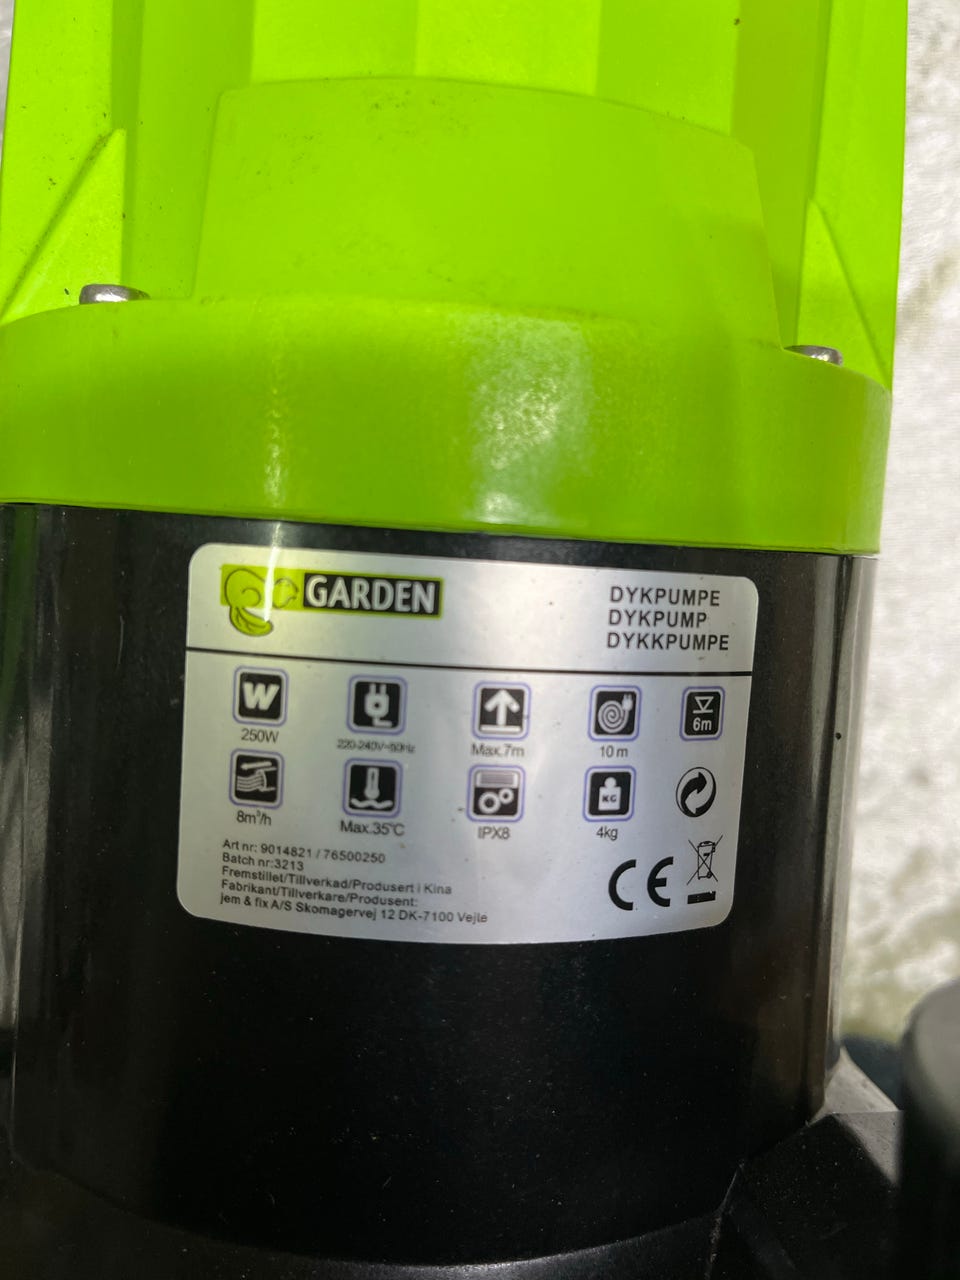 GARDEN
DYKPUMPE
DYKPUMP
DYKKPUMPE
W
250W
220-240V~50Hz
Max.7m
10 m
6m
8m³/h
Max.35°C
IPX8
KG
4kg
Art nr: 9014821 / 76500250
Batch nr:3213
Fremstillet/Tillverkad/Produsert i Kina
Fabrikant/Tillverkare/Produsent:
jem & fix A/S Skomagervej 12 DK-7100 Vejle
CE